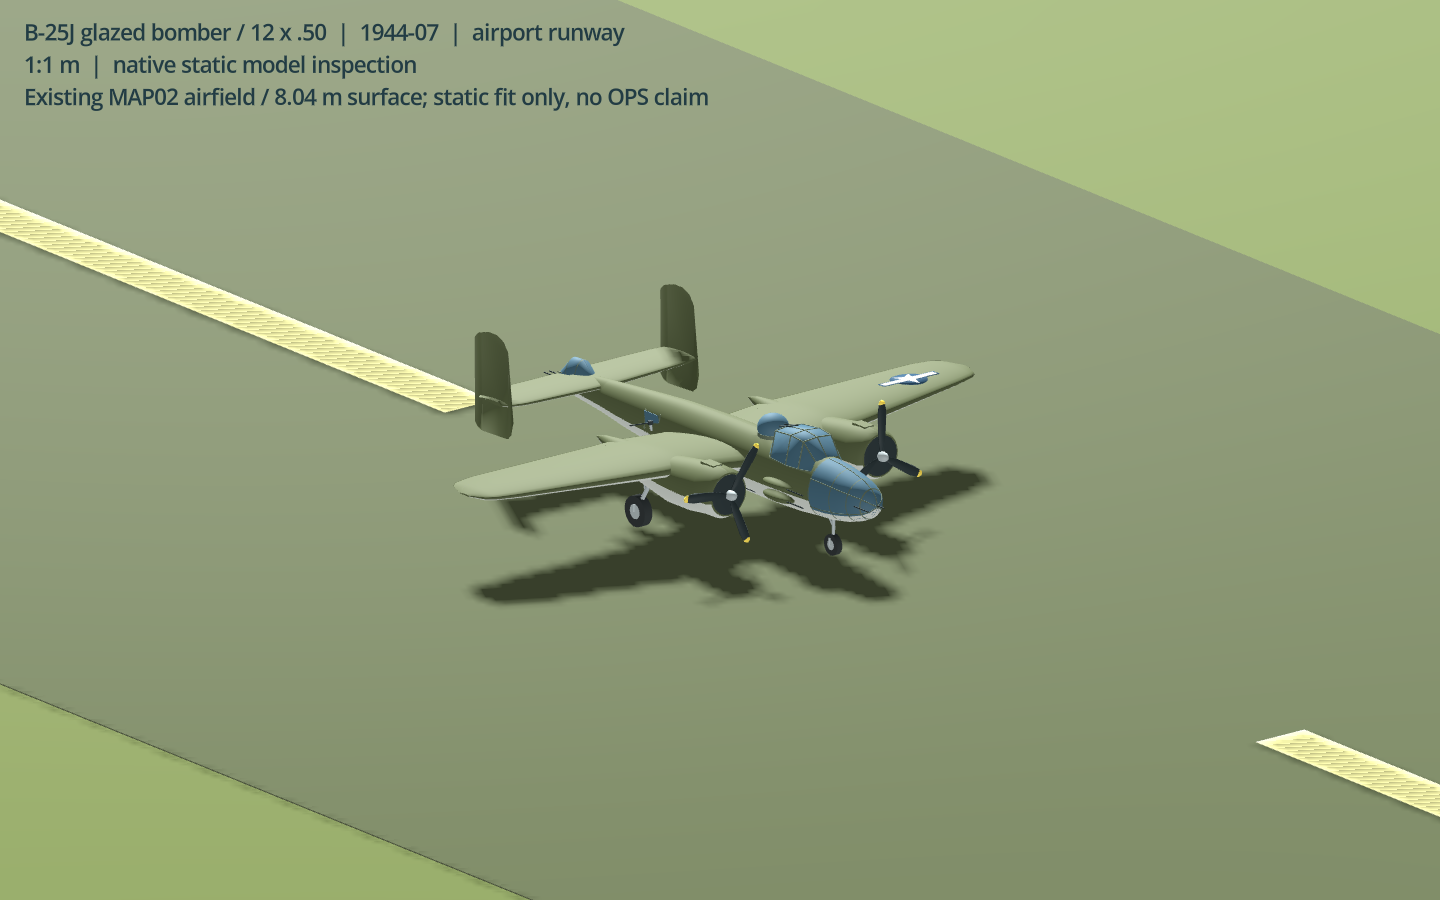 B-25J glazed bomber / 12 x .50 | 1944-07 | airport runway
1:1 m | native static model inspection
Existing MAP02 airfield / 8.04 m surface; static fit only, no OPS claim